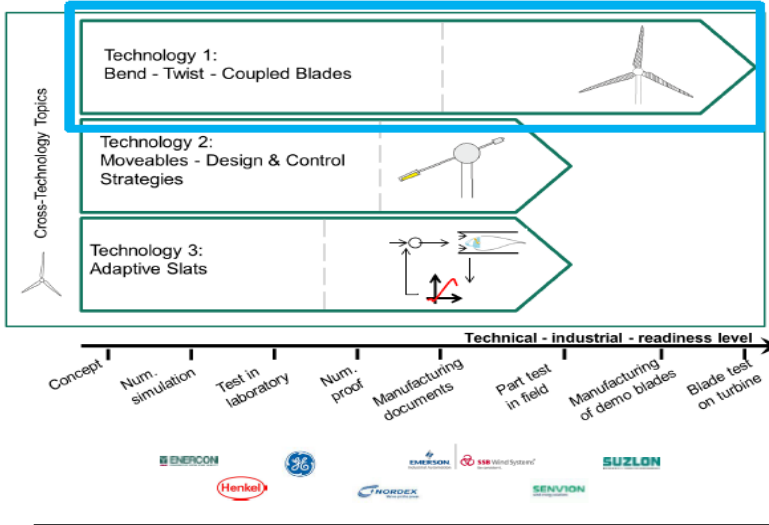 Cross-Technology Topics
Technology 1:
Bend - Twist - Coupled Blades
Technology 2:
Moveables - Design & Control
Strategies
Technology 3:
Adaptive Slats
Technical - industrial - readiness level
Concept
Num.
simulation
Test in
laboratory
Num.
proof
Manufacturing
documents
Part test
in field
Manufacturing
of demo blades
Blade test
on turbine
ENERCON
Henkel
GE
NORDEX
EMERSON
SSB Wind Systems
SENVION
SUZLON